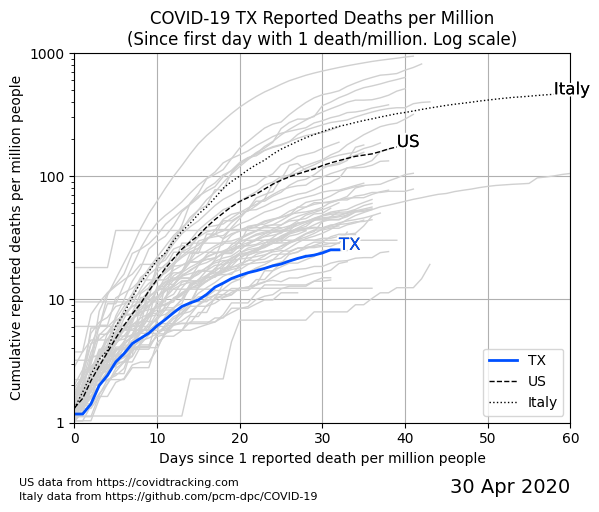 COVID-19 TX Reported Deaths per Million
(Since first day with 1 death/million. Log scale)
Cumulative reported deaths per million people
1000
100
10
1
Italy
US
TX
TX
US
Italy
0 10 20 30 40 50 60
Days since 1 reported death per million people
US data from https://covidtracking.com
Italy data from https://github.com/pcm-dpc/COVID-19
30 Apr 2020